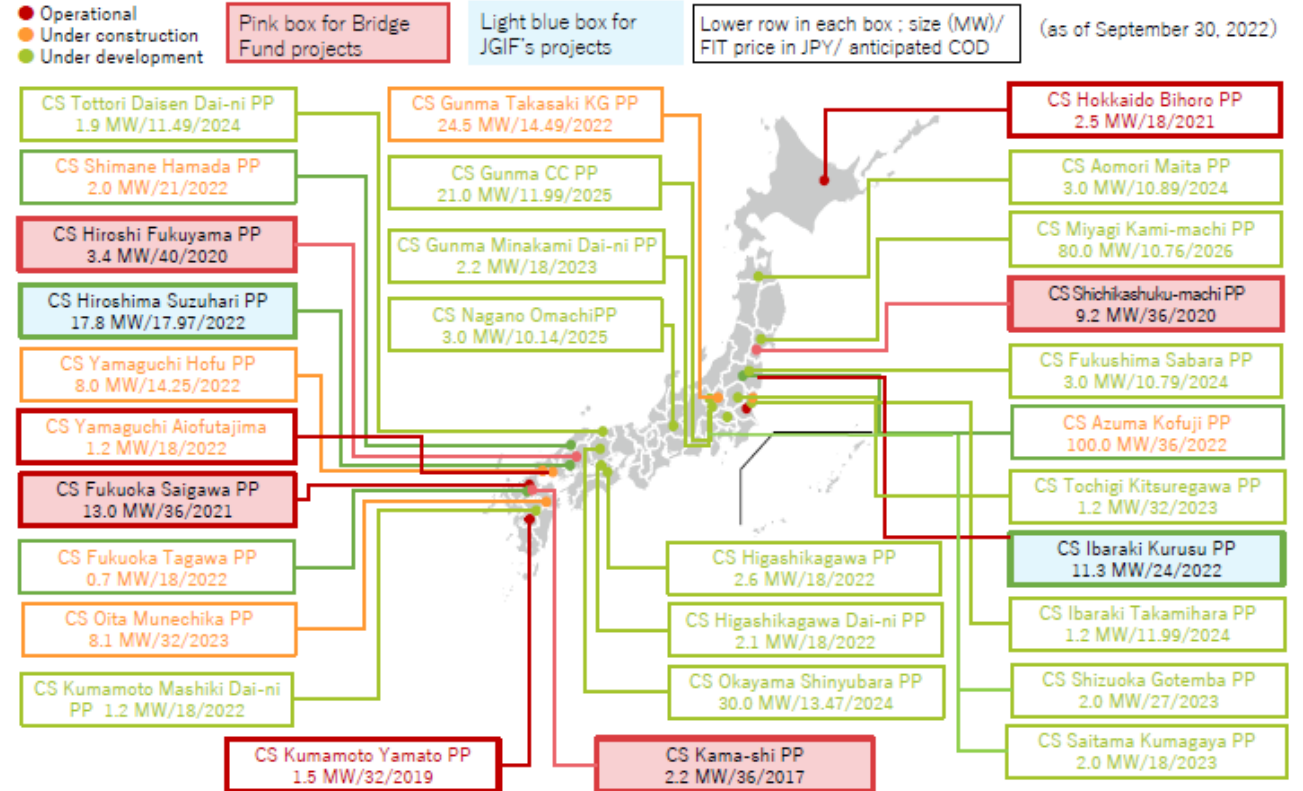 Operational
Under construction
Under development
Pink box for Bridge
Fund projects
Light blue box for
JGIF's projects
Lower row in each box ; size (MW)/
FIT price in JPY/ anticipated COD
(as of September 30, 2022)
CS Tottori Daisen Dai-ni PP
1.9 MW/11.49/2024
CS Shimane Hamada PP
2.0 MW/21/2022
CS Hiroshi Fukuyama PP
3.4 MW/40/2020
CS Hiroshima Suzuhari PP
17.8 MW/17.97/2022
CS Yamaguchi Hofu PP
8.0 MW/14.25/2022
CS Yamaguchi Aiofutajima
1.2 MW/18/2022
CS Fukuoka Saigawa PP
13.0 MW/36/2021
CS Fukuoka Tagawa PP
0.7 MW/18/2022
CS Oita Munechika PP
8.1 MW/32/2023
CS Kumamoto Mashiki Dai-ni
PP 1.2 MW/18/2022
CS Kumamoto Yamato PP
1.5 MW/32/2019
CS Gunma Takasaki KG PP
24.5 MW/14.49/2022
CS Gunma CC PP
21.0 MW/11.99/2025
CS Gunma Minakami Dai-ni PP
2.2 MW/18/2023
CS Nagano OmachiPP
3.0 MW/10.14/2025
CS Higashikagawa PP
2.6 MW/18/2022
CS Higashikagawa Dai-ni PP
2.1 MW/18/2022
CS Okayama Shinyubara PP
30.0 MW/13.47/2024
CS Kama-shi PP
2.2 MW/36/2017
CS Hokkaido Bihoro PP
2.5 MW/18/2021
CS Aomori Maita PP
3.0 MW/10.89/2024
CS Miyagi Kami-machi PP
80.0 MW/10.76/2026
CS Shichikashuku-machi PP
9.2 MW/36/2020
CS Fukushima Sabara PP
3.0 MW/10.79/2024
CS Azuma Kofuji PP
100.0 MW/36/2022
CS Tochigi Kitsuregawa PP
1.2 MW/32/2023
CS Ibaraki Kurusu PP
11.3 MW/24/2022
CS Ibaraki Takamihara PP
1.2 MW/11.99/2024
CS Shizuoka Gotemba PP
2.0 MW/27/2023
CS Saitama Kumagaya PP
2.0 MW/18/2023